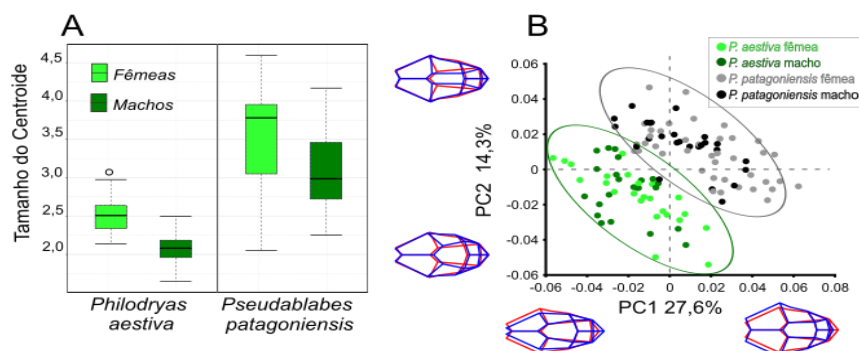 A
Tamanho do Centroide
4,5
4,0
3,5
3,0
2,5
2,0
Fêmeas
Machos
Philodryas
aestiva
Pseudablabes
patagoniensis
B
P. aestiva fêmea
P. aestiva macho
P. patagoniensis fêmea
P. patagoniensis macho
PC2 14,3%
0.06
0.04
0.02
0
-0.02
-0.04
-0.06
-0.06
-0.04
-0.02
0
0.02
0.04
0.06
0.08
PC1 27,6%